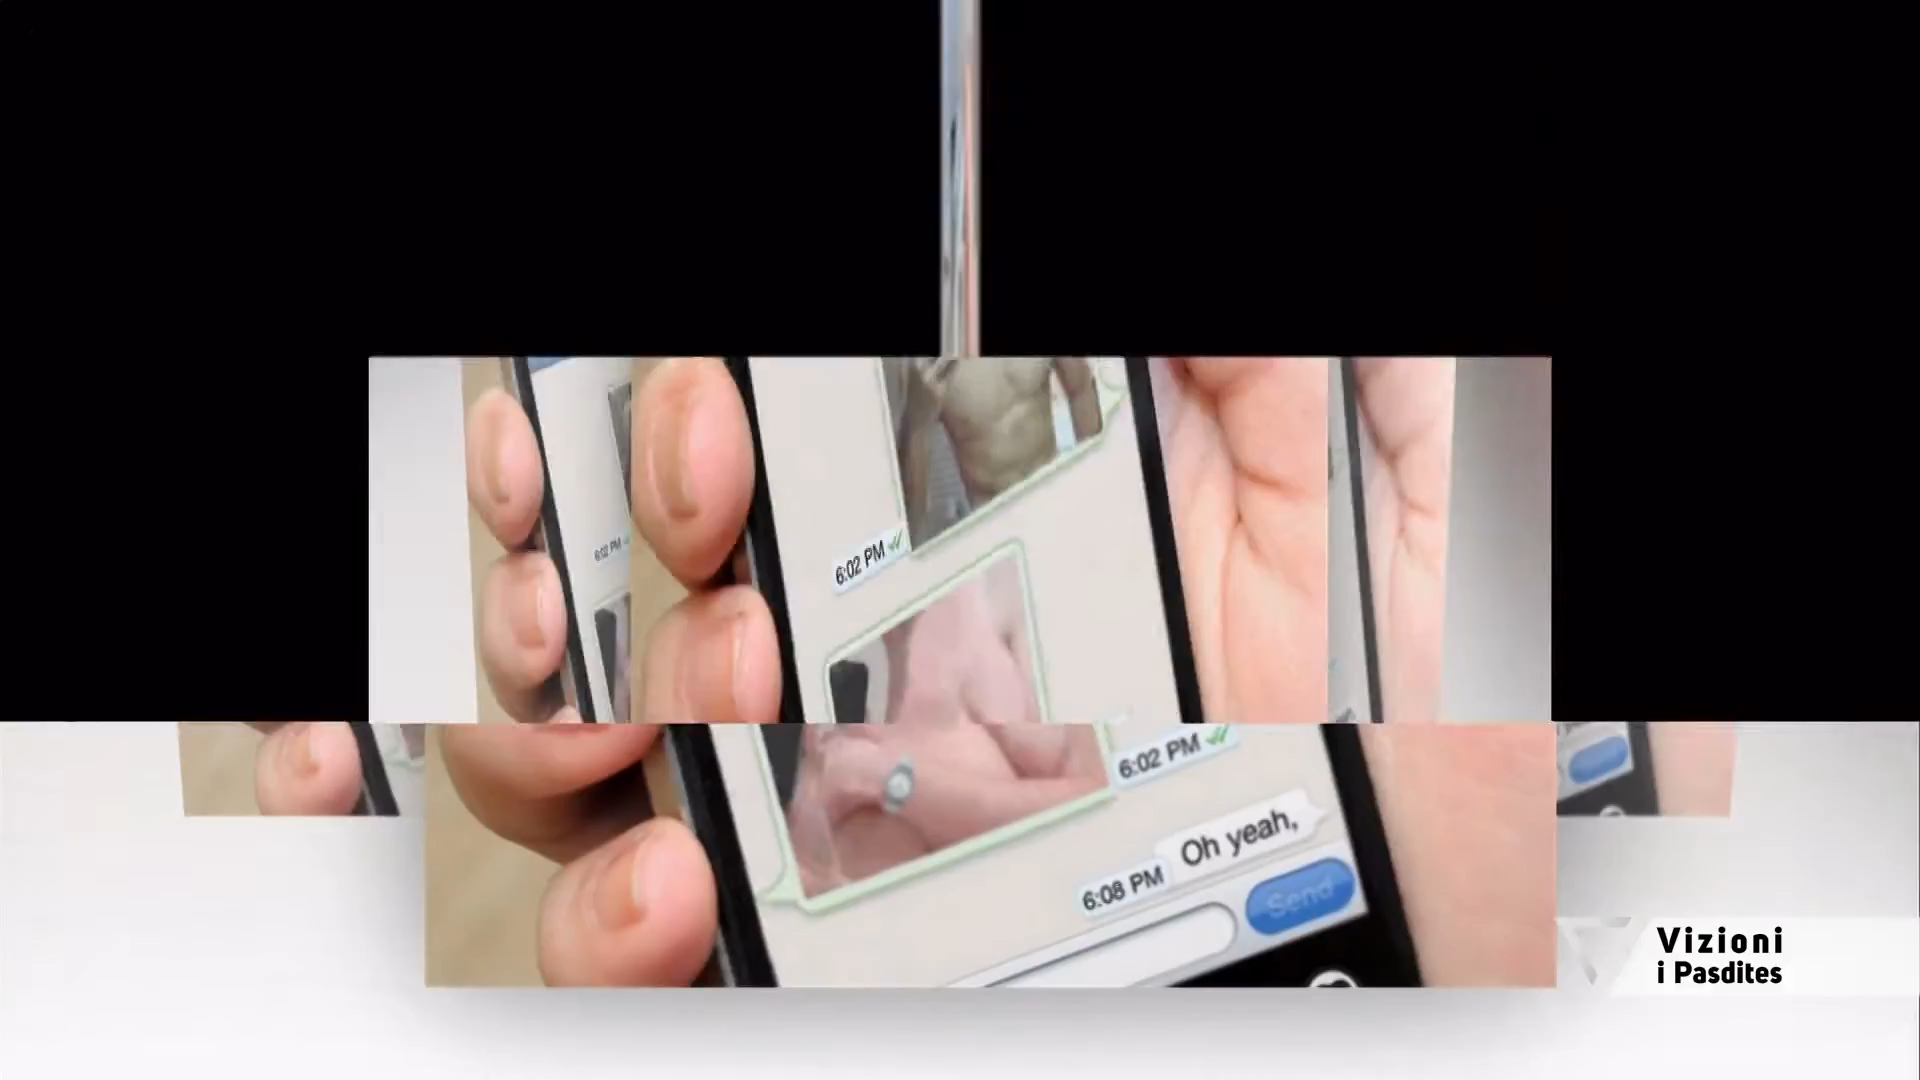 6:02 PM
6:02 PM
6:02 PM
Oh yeah,
6:08 PM
Send
Vizioni
i Pasdites